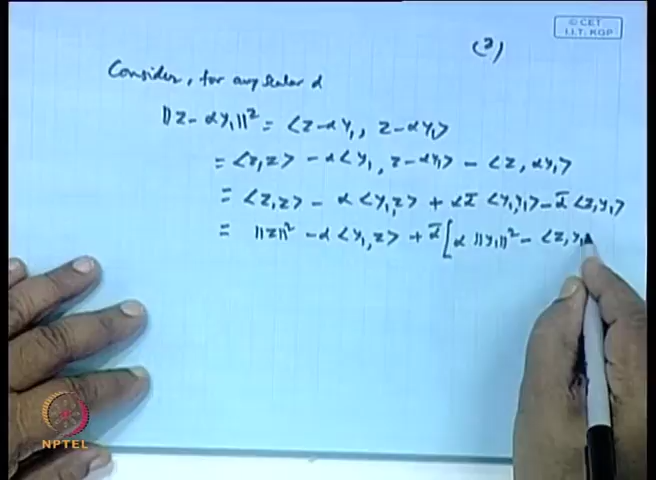 (3)
© CET
I.I.T. KGP
Consider, for any scalar α
||z-αy₁||² = <z-αy₁, z-αy₁>
= <z,z> - α<y₁, z-αy₁> - <z, αy₁>
= <z,z> - α<y₁,z> + αᾱ<y₁,y₁> - ᾱ<z,y₁>
= ||z||² - α<y₁,z> + ᾱ[α||y₁||² - <z,y₁
NPTEL